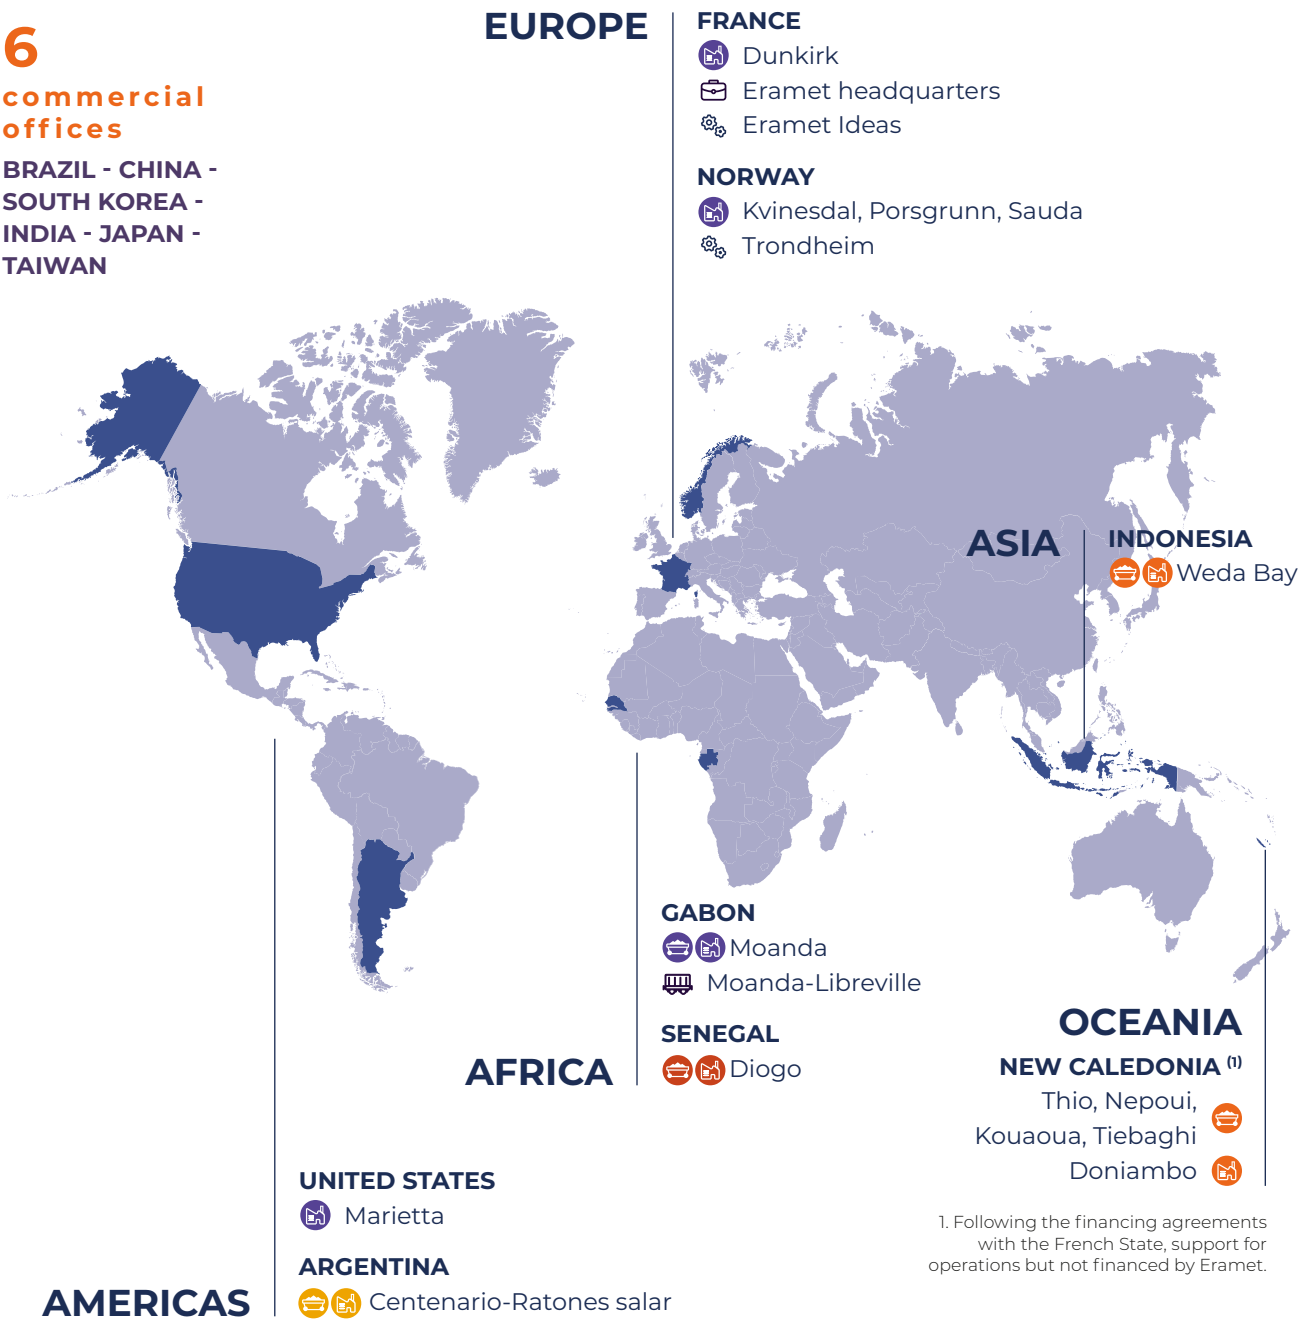 6
commercial
offices
BRAZIL - CHINA -
SOUTH KOREA -
INDIA - JAPAN -
TAIWAN
EUROPE
FRANCE
Dunkirk
Eramet headquarters
Eramet Ideas
NORWAY
Kvinesdal, Porsgrunn, Sauda
Trondheim
ASIA
INDONESIA
Weda Bay
AFRICA
GABON
Moanda
Moanda-Libreville
SENEGAL
Diogo
OCEANIA
NEW CALEDONIA (1)
Thio, Nepoui,
Kouaoua, Tiebaghi
Doniambo
1. Following the financing agreements
with the French State, support for
operations but not financed by Eramet.
AMERICAS
UNITED STATES
Marietta
ARGENTINA
Centenario-Ratones salar